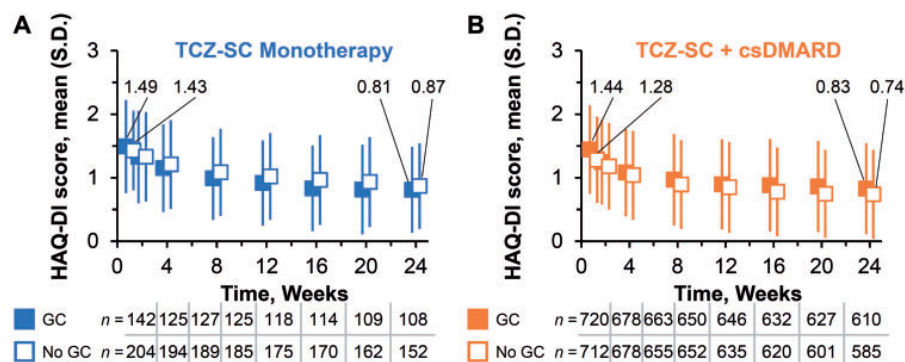 A
TCZ-SC Monotherapy
HAQ-DI score, mean (S.D.)
3
2
1
0
1.49 1.43 0.81 0.87
0 4 8 12 16 20 24
Time, Weeks
GC n = 142 125 127 125 118 114 109 108
No GC n = 204 194 189 185 175 170 162 152
B
TCZ-SC + csDMARD
HAQ-DI score, mean (S.D.)
3
2
1
0
1.44 1.28 0.83 0.74
0 4 8 12 16 20 24
Time, Weeks
GC n = 720 678 663 650 646 632 627 610
No GC n = 712 678 655 652 635 620 601 585